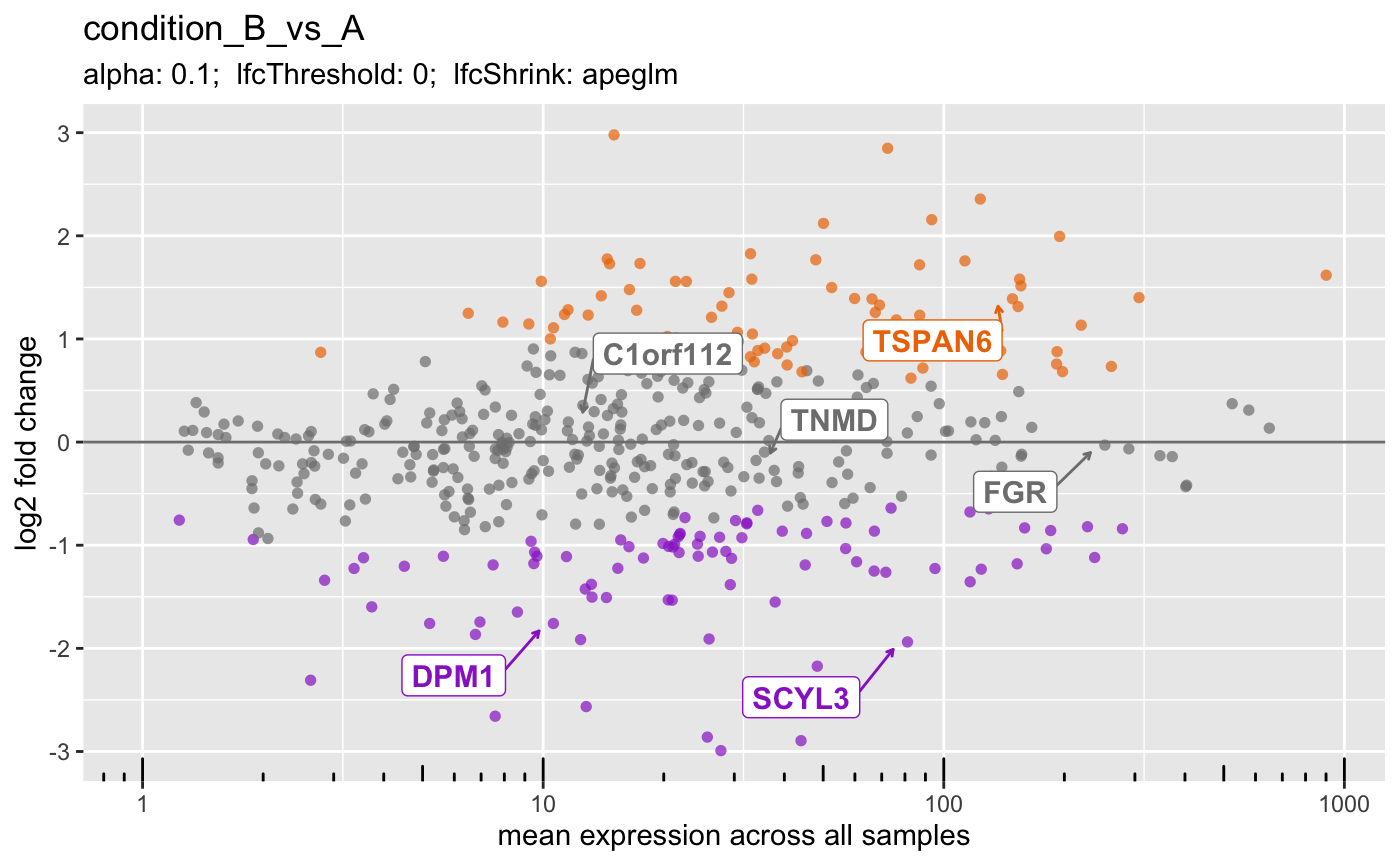 condition_B_vs_A
alpha: 0.1;  lfcThreshold: 0;  lfcShrink: apeglm
log2 fold change
3
2
1
0
-1
-2
-3
C1orf112
TSPAN6
TNMD
FGR
DPM1
SCYL3
1
10
100
1000
mean expression across all samples